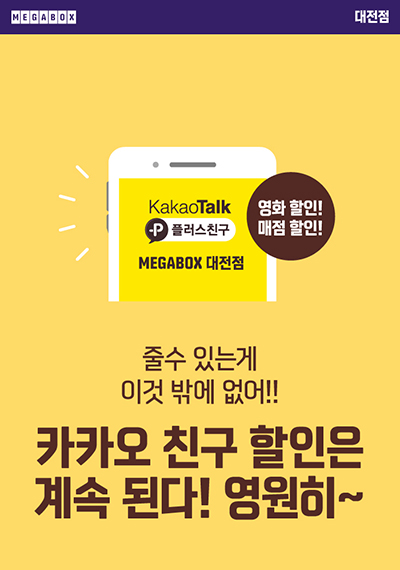 MEGABOX 대전점
KakaoTalk
P 플러스친구
MEGABOX 대전점
영화 할인!
매점 할인!
줄수 있는게
이것 밖에 없어!!
카카오 친구 할인은
계속 된다! 영원히~